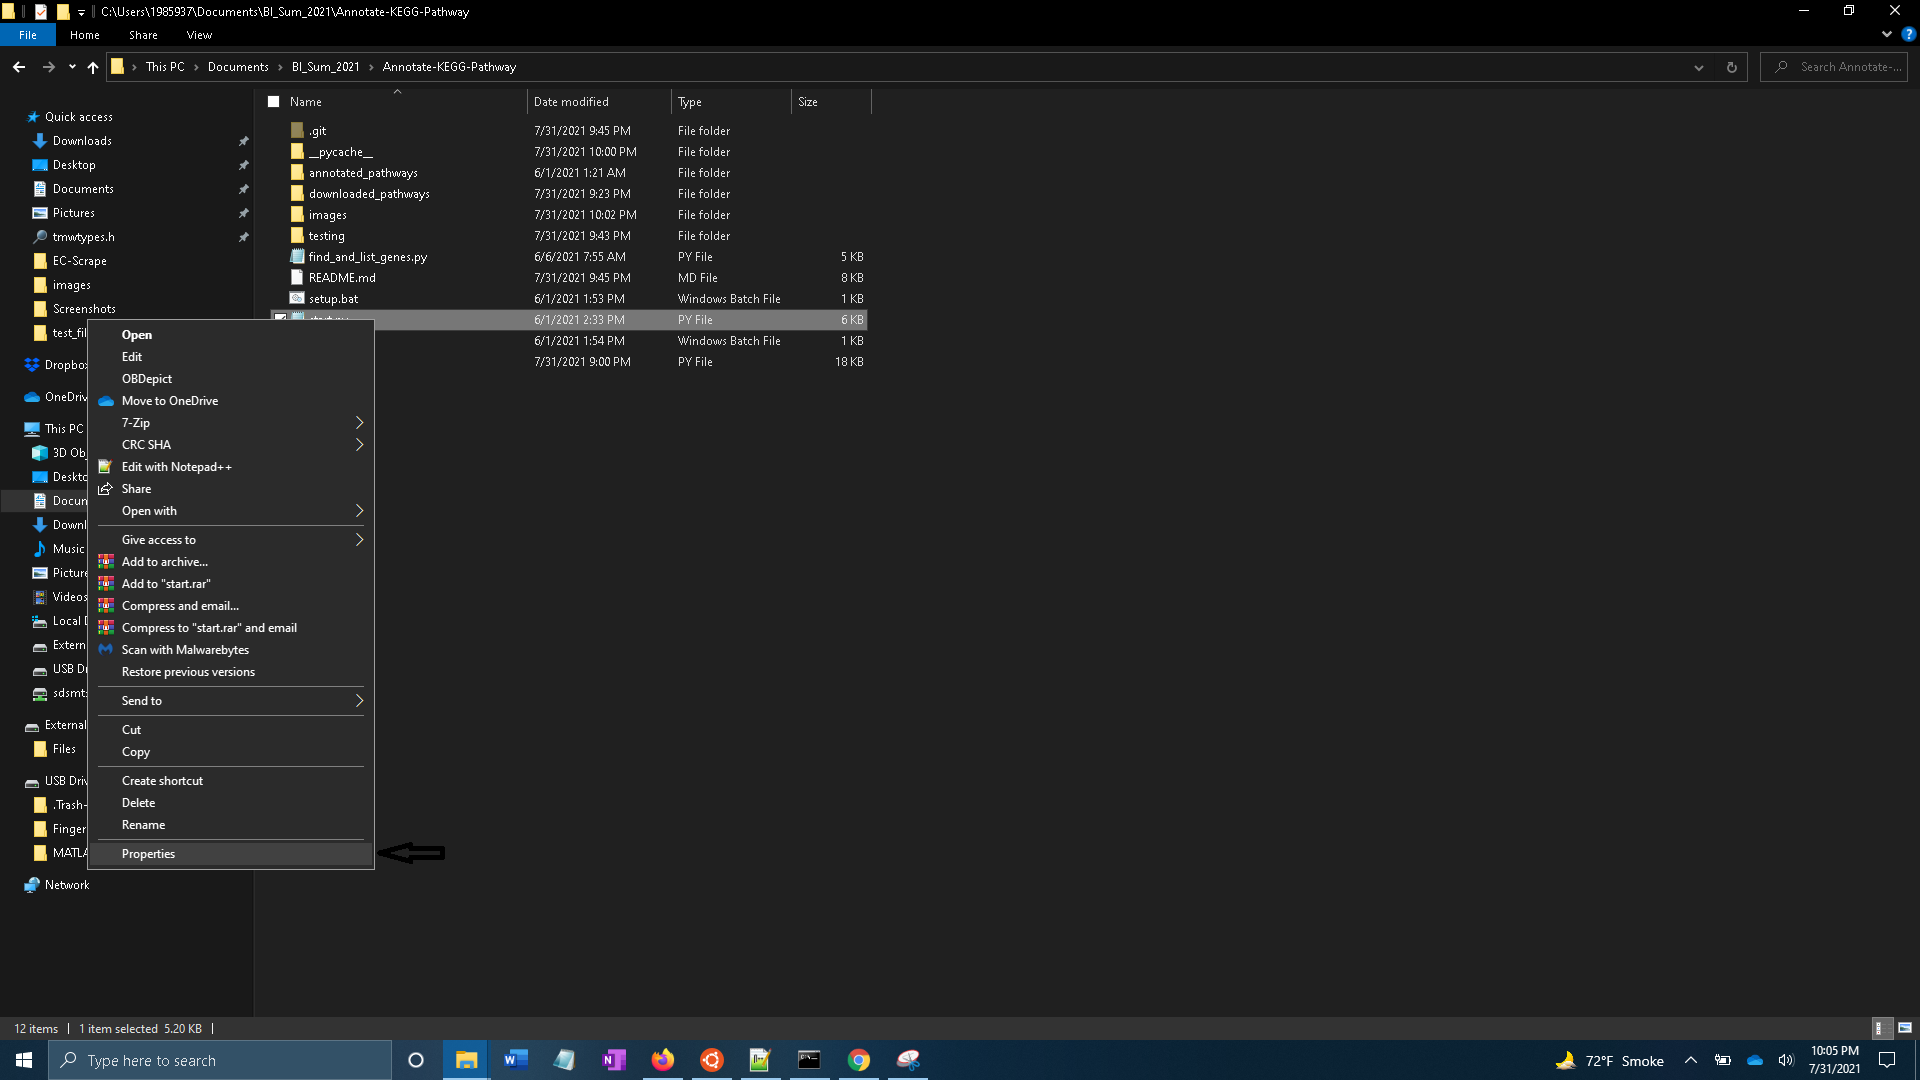 C:\Users\1985937\Documents\BI_Sum_2021\Annotate-KEGG-Pathway
File Home Share View
This PC Documents BI_Sum_2021 Annotate-KEGG-Pathway Search Annotate-...
Name Date modified Type Size
Quick access
Downloads
Desktop
Documents
Pictures
tmwtypes.h
EC-Scrape
images
Screenshots
test_fil
Dropbo
OneDriv
This PC
3D Ob
Deskto
Docun
Downl
Music
Picture
Videos
Local D
Extern
USB Dr
sdsmt
External
Files
USB Driv
.Trash-
Finger
MATLA
Network
.git 7/31/2021 9:45 PM File folder
__pycache__ 7/31/2021 10:00 PM File folder
annotated_pathways 6/1/2021 1:21 AM File folder
downloaded_pathways 7/31/2021 9:23 PM File folder
images 7/31/2021 10:02 PM File folder
testing 7/31/2021 9:43 PM File folder
find_and_list_genes.py 6/6/2021 7:55 AM PY File 5 KB
README.md 7/31/2021 9:45 PM MD File 8 KB
setup.bat 6/1/2021 1:53 PM Windows Batch File 1 KB
6/1/2021 2:33 PM PY File 6 KB
6/1/2021 1:54 PM Windows Batch File 1 KB
7/31/2021 9:00 PM PY File 18 KB
Open
Edit
OBDepict
Move to OneDrive
7-Zip
CRC SHA
Edit with Notepad++
Share
Open with
Give access to
Add to archive...
Add to "start.rar"
Compress and email...
Compress to "start.rar" and email
Scan with Malwarebytes
Restore previous versions
Send to
Cut
Copy
Create shortcut
Delete
Rename
Properties
12 items 1 item selected 5.20 KB
Type here to search
72°F Smoke
10:05 PM
7/31/2021